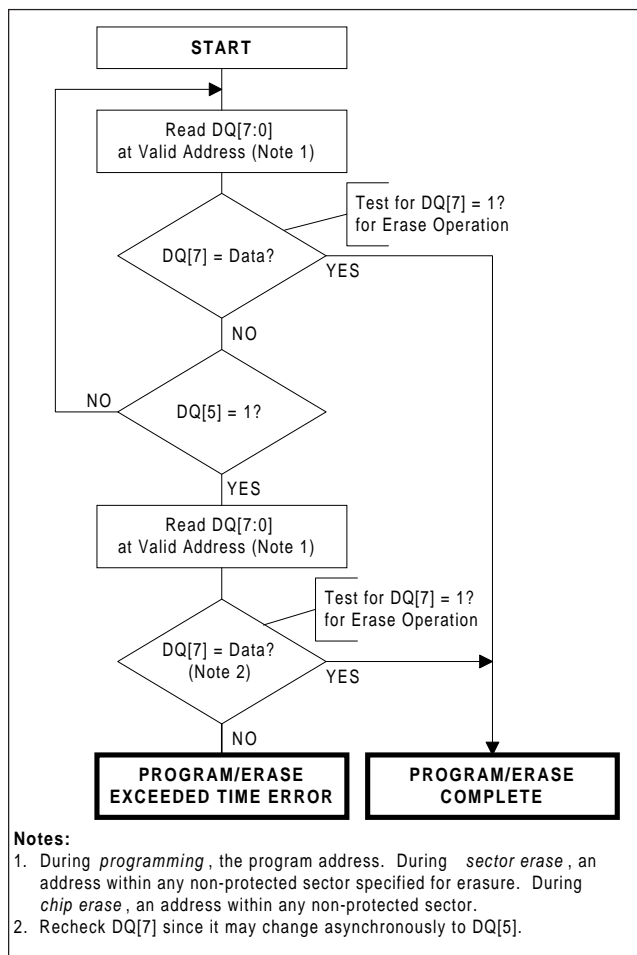 START
Read DQ[7:0]
at Valid Address (Note 1)
Test for DQ[7] = 1?
for Erase Operation
DQ[7] = Data?
YES
NO
NO
DQ[5] = 1?
YES
Read DQ[7:0]
at Valid Address (Note 1)
Test for DQ[7] = 1?
for Erase Operation
DQ[7] = Data?
(Note 2)
YES
NO
PROGRAM/ERASE
EXCEEDED TIME ERROR
PROGRAM/ERASE
COMPLETE
Notes:
1. During programming , the program address. During sector erase , an
address within any non-protected sector specified for erasure. During
chip erase , an address within any non-protected sector.
2. Recheck DQ[7] since it may change asynchronously to DQ[5].